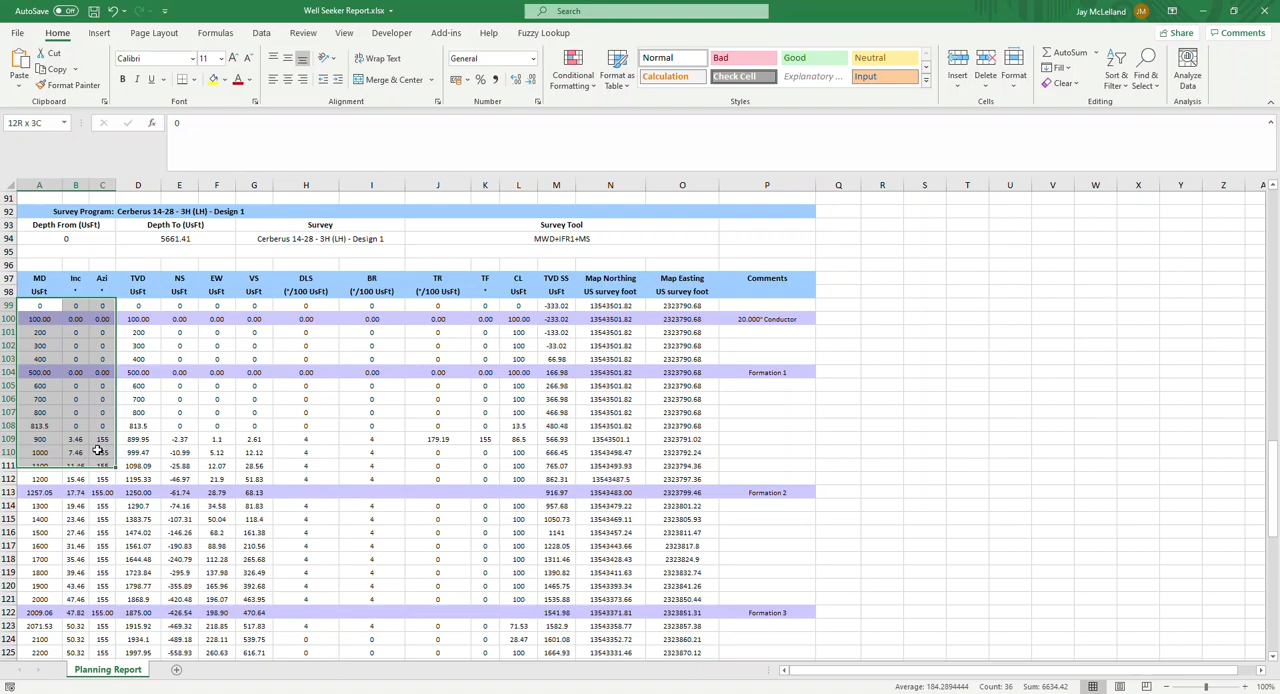 AutoSave Off Well Seeker Report.xlsx Search Jay McLelland JM
File Home Insert Page Layout Formulas Data Review View Developer Add-ins Help Fuzzy Lookup Share Comments
Paste Cut Copy Format Painter Calibri 11 B I U Wrap Text Merge & Center General Conditional Formatting Format as Table Normal Bad Good Neutral Calculation Check Cell Explanatory ... Input Insert Delete Format AutoSum Fill Clear Sort & Filter Find & Select Analyze Data
Clipboard Font Alignment Number Styles Cells Editing Analysis
12R x 3C fx 0
A B C D E F G H I J K L M N O P Q R S T U V W X Y Z
91
92 Survey Program: Cerberus 14-28 - 3H (LH) - Design 1
93 Depth From (UsFt) Depth To (UsFt) Survey Survey Tool
94 0 5661.41 Cerberus 14-28 - 3H (LH) - Design 1 MWD+IFR1+MS
95
96
97 MD Inc Azi TVD NS EW VS DLS BR TR TF CL TVD SS Map Northing Map Easting Comments
98 UsFt ° ° UsFt UsFt UsFt UsFt (°/100 UsFt) (°/100 UsFt) (°/100 UsFt) ° UsFt UsFt US survey foot US survey foot
99 0 0 0 0 0 0 0 0 0 0 0 0 -333.02 13543501.82 2323790.68
100 100.00 0.00 0.00 100.00 0.00 0.00 0.00 0.00 0.00 0.00 0.00 100.00 -233.02 13543501.82 2323790.68 20.000" Conductor
101 200 0 0 200 0 0 0 0 0 0 0 100 -133.02 13543501.82 2323790.68
102 300 0 0 300 0 0 0 0 0 0 0 100 -33.02 13543501.82 2323790.68
103 400 0 0 400 0 0 0 0 0 0 0 100 66.98 13543501.82 2323790.68
104 500.00 0.00 0.00 500.00 0.00 0.00 0.00 0.00 0.00 0.00 0.00 100.00 166.98 13543501.82 2323790.68 Formation 1
105 600 0 0 600 0 0 0 0 0 0 0 100 266.98 13543501.82 2323790.68
106 700 0 0 700 0 0 0 0 0 0 0 100 366.98 13543501.82 2323790.68
107 800 0 0 800 0 0 0 0 0 0 0 100 466.98 13543501.82 2323790.68
108 813.5 0 0 813.5 0 0 0 0 0 0 0 13.5 480.48 13543501.82 2323790.68
109 900 3.46 155 899.95 -2.37 1.1 2.61 4 4 179.19 155 86.5 566.93 13543501.1 2323791.02
110 1000 7.46 999.47 -10.99 5.12 12.12 4 4 0 0 100 666.45 13543498.47 2323792.24
111 1100 11.46 155 1098.09 -25.88 12.07 28.56 4 4 0 0 100 765.07 13543493.93 2323794.36
112 1200 15.46 155 1195.33 -46.97 21.9 51.83 4 4 0 0 100 862.31 13543487.5 2323797.36
113 1257.05 17.74 155.00 1250.00 -61.74 28.79 68.13 916.97 13543483.00 2323799.46 Formation 2
114 1300 19.46 155 1290.7 -74.16 34.58 81.83 4 4 0 0 100 957.68 13543479.22 2323801.22
115 1400 23.46 155 1383.75 -107.31 50.04 118.4 4 4 0 0 100 1050.73 13543469.11 2323805.93
116 1500 27.46 155 1474.02 -146.26 68.2 161.38 4 4 0 0 100 1141 13543457.24 2323811.47
117 1600 31.46 155 1561.07 -190.83 88.98 210.56 4 4 0 0 100 1228.05 13543443.66 2323817.8
118 1700 35.46 155 1644.48 -240.79 112.28 265.68 4 4 0 0 100 1311.46 13543428.43 2323824.9
119 1800 39.46 155 1723.84 -295.9 137.98 326.49 4 4 0 0 100 1390.82 13543411.63 2323832.74
120 1900 43.46 155 1798.77 -355.89 165.96 392.68 4 4 0 0 100 1465.75 13543393.34 2323841.26
121 2000 47.46 155 1868.9 -420.48 196.07 463.95 4 4 0 0 100 1535.88 13543373.66 2323850.44
122 2009.06 47.82 155.00 1875.00 -426.54 198.90 470.64 1541.98 13543371.81 2323851.31 Formation 3
123 2071.53 50.32 155 1915.92 -469.32 218.85 517.83 4 4 0 0 71.53 1582.9 13543358.77 2323857.38
124 2100 50.32 155 1934.1 -489.18 228.11 539.75 0 0 0 0 28.47 1601.08 13543352.72 2323860.21
125 2200 50.32 155 1997.95 -558.93 260.63 616.71 0 0 0 0 100 1664.93 13543331.46 2323870.12
Planning Report
Average: 184.2894444 Count: 36 Sum: 6634.42 100%